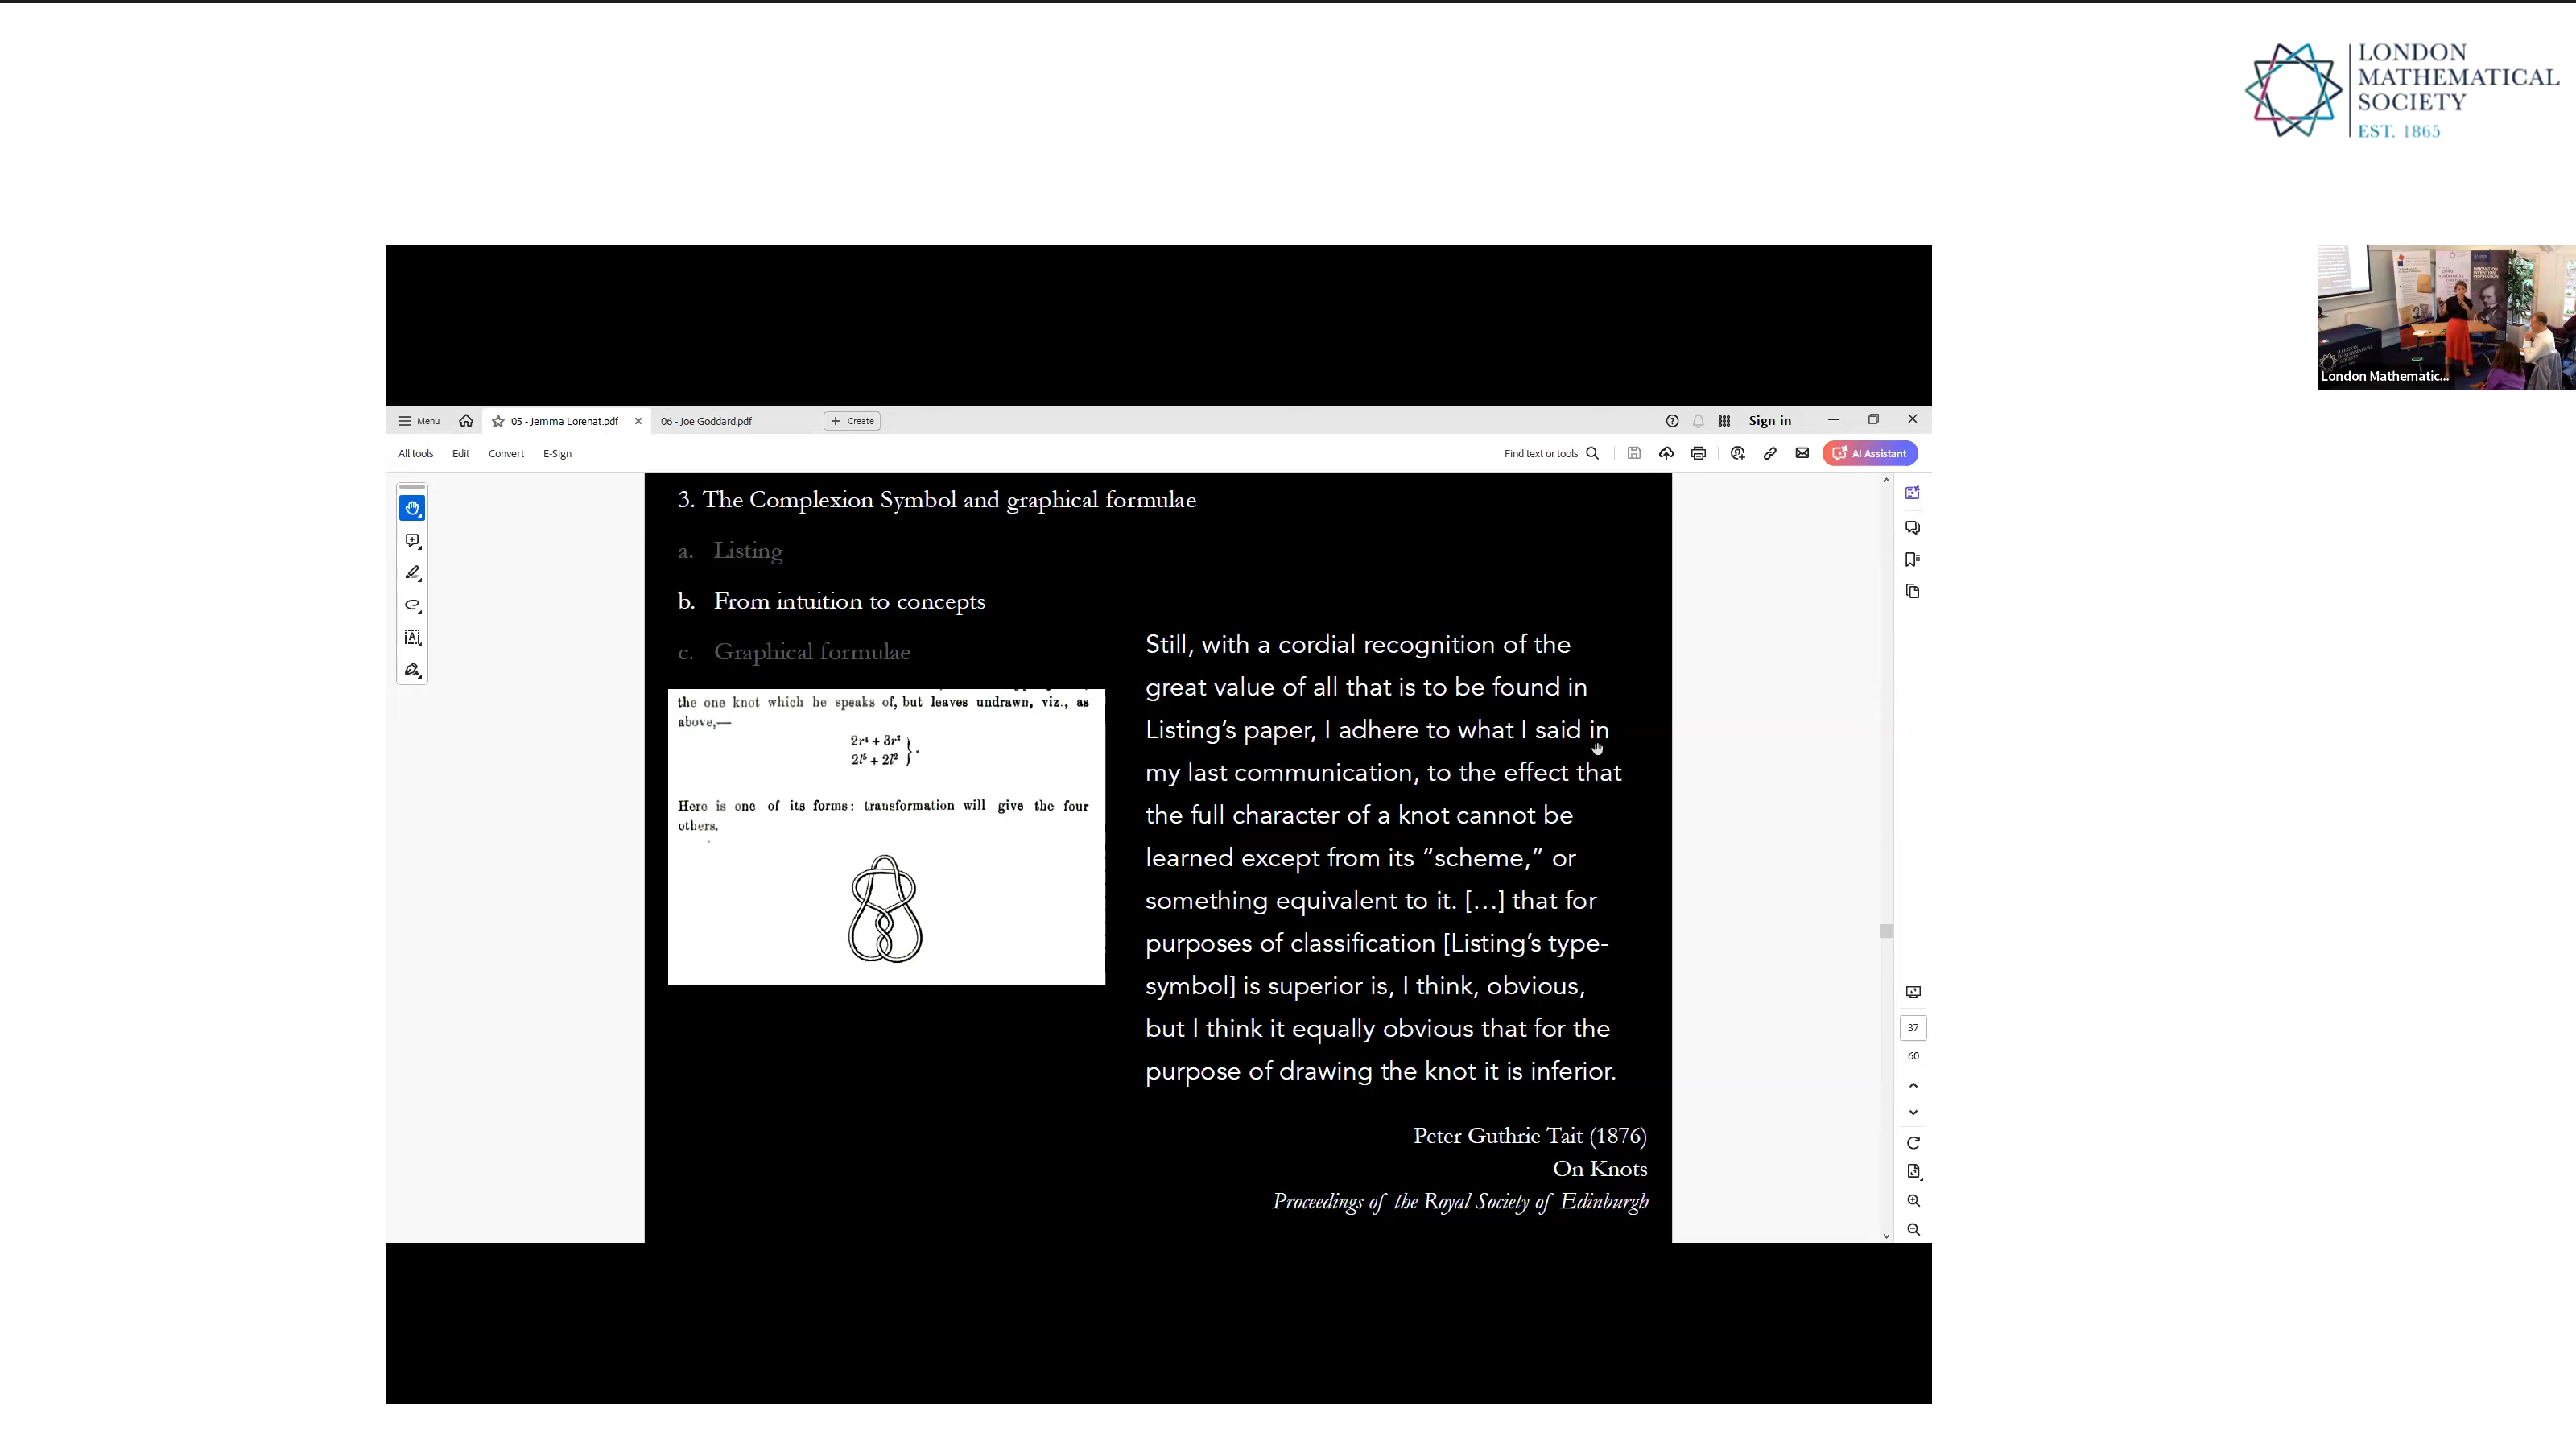 LONDON
MATHEMATICAL
SOCIETY
EST. 1865
London Mathematic...
Menu
05 - Jemma Lorenat.pdf
06 - Joe Goddard.pdf
Create
Sign in
All tools
Edit
Convert
E-Sign
Find text or tools
AI Assistant
3. The Complexion Symbol and graphical formulae
a. Listing
b. From intuition to concepts
c. Graphical formulae
the one knot which he speaks of, but leaves undrawn, viz., as
above,—
2r⁴ + 3r²
2l⁵ + 2l² } .
Here is one of its forms: transformation will give the four
others.
Still, with a cordial recognition of the
great value of all that is to be found in
Listing’s paper, I adhere to what I said in
my last communication, to the effect that
the full character of a knot cannot be
learned except from its “scheme,” or
something equivalent to it. […] that for
purposes of classification [Listing’s type-
symbol] is superior is, I think, obvious,
but I think it equally obvious that for the
purpose of drawing the knot it is inferior.
Peter Guthrie Tait (1876)
On Knots
Proceedings of the Royal Society of Edinburgh
37
60